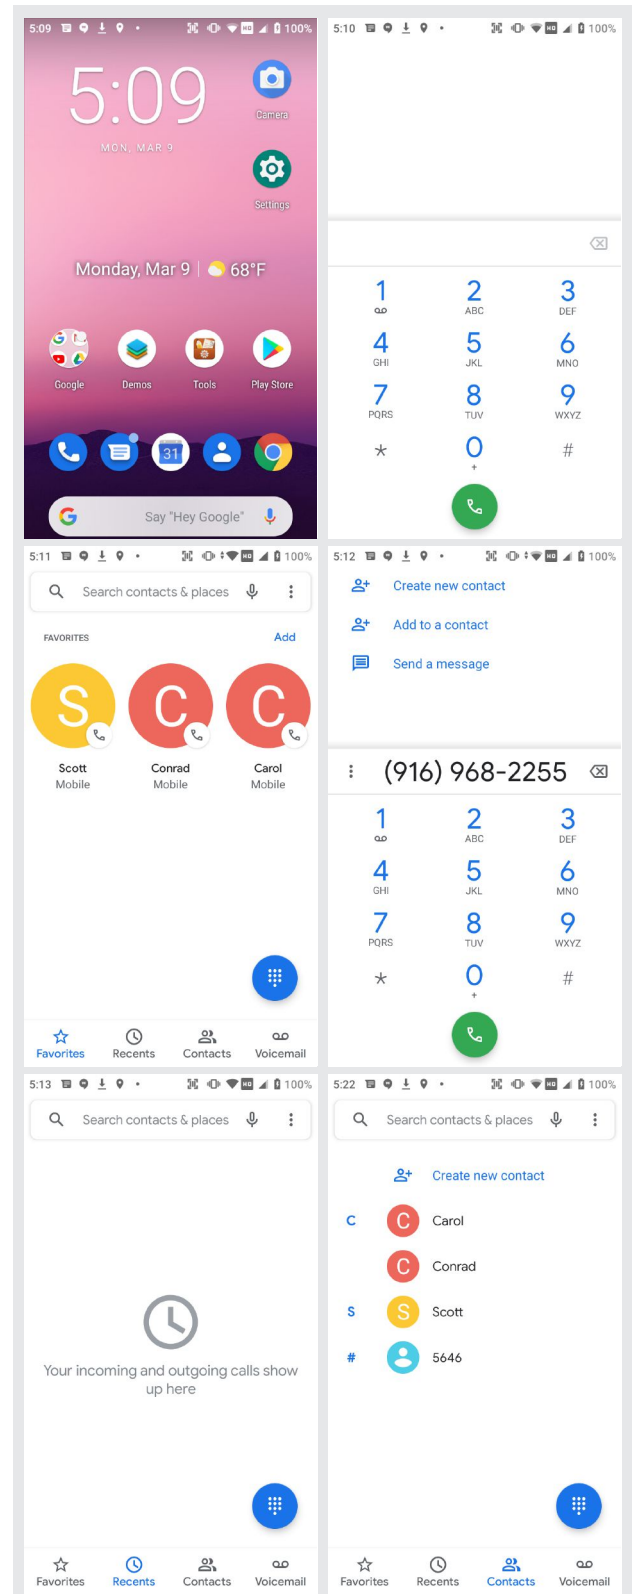 5:09 HD 100%
5:09
MON, MAR 9
Camera
Settings
Monday, Mar 9 68°F
Google Demos Tools Play Store
31
G Say "Hey Google"
5:10 HD 100%
1 2 3
ABC DEF
4 5 6
GHI JKL MNO
7 8 9
PQRS TUV WXYZ
* 0 #
+
5:11 HD 100%
Search contacts & places
FAVORITES Add
S C C
Scott Conrad Carol
Mobile Mobile Mobile
Favorites Recents Contacts Voicemail
5:12 HD 100%
Create new contact
Add to a contact
Send a message
(916) 968-2255
1 2 3
ABC DEF
4 5 6
GHI JKL MNO
7 8 9
PQRS TUV WXYZ
* 0 #
+
5:13 HD 100%
Search contacts & places
Your incoming and outgoing calls show
up here
Favorites Recents Contacts Voicemail
5:22 HD 100%
Search contacts & places
Create new contact
C C Carol
C Conrad
S S Scott
# 5646
Favorites Recents Contacts Voicemail